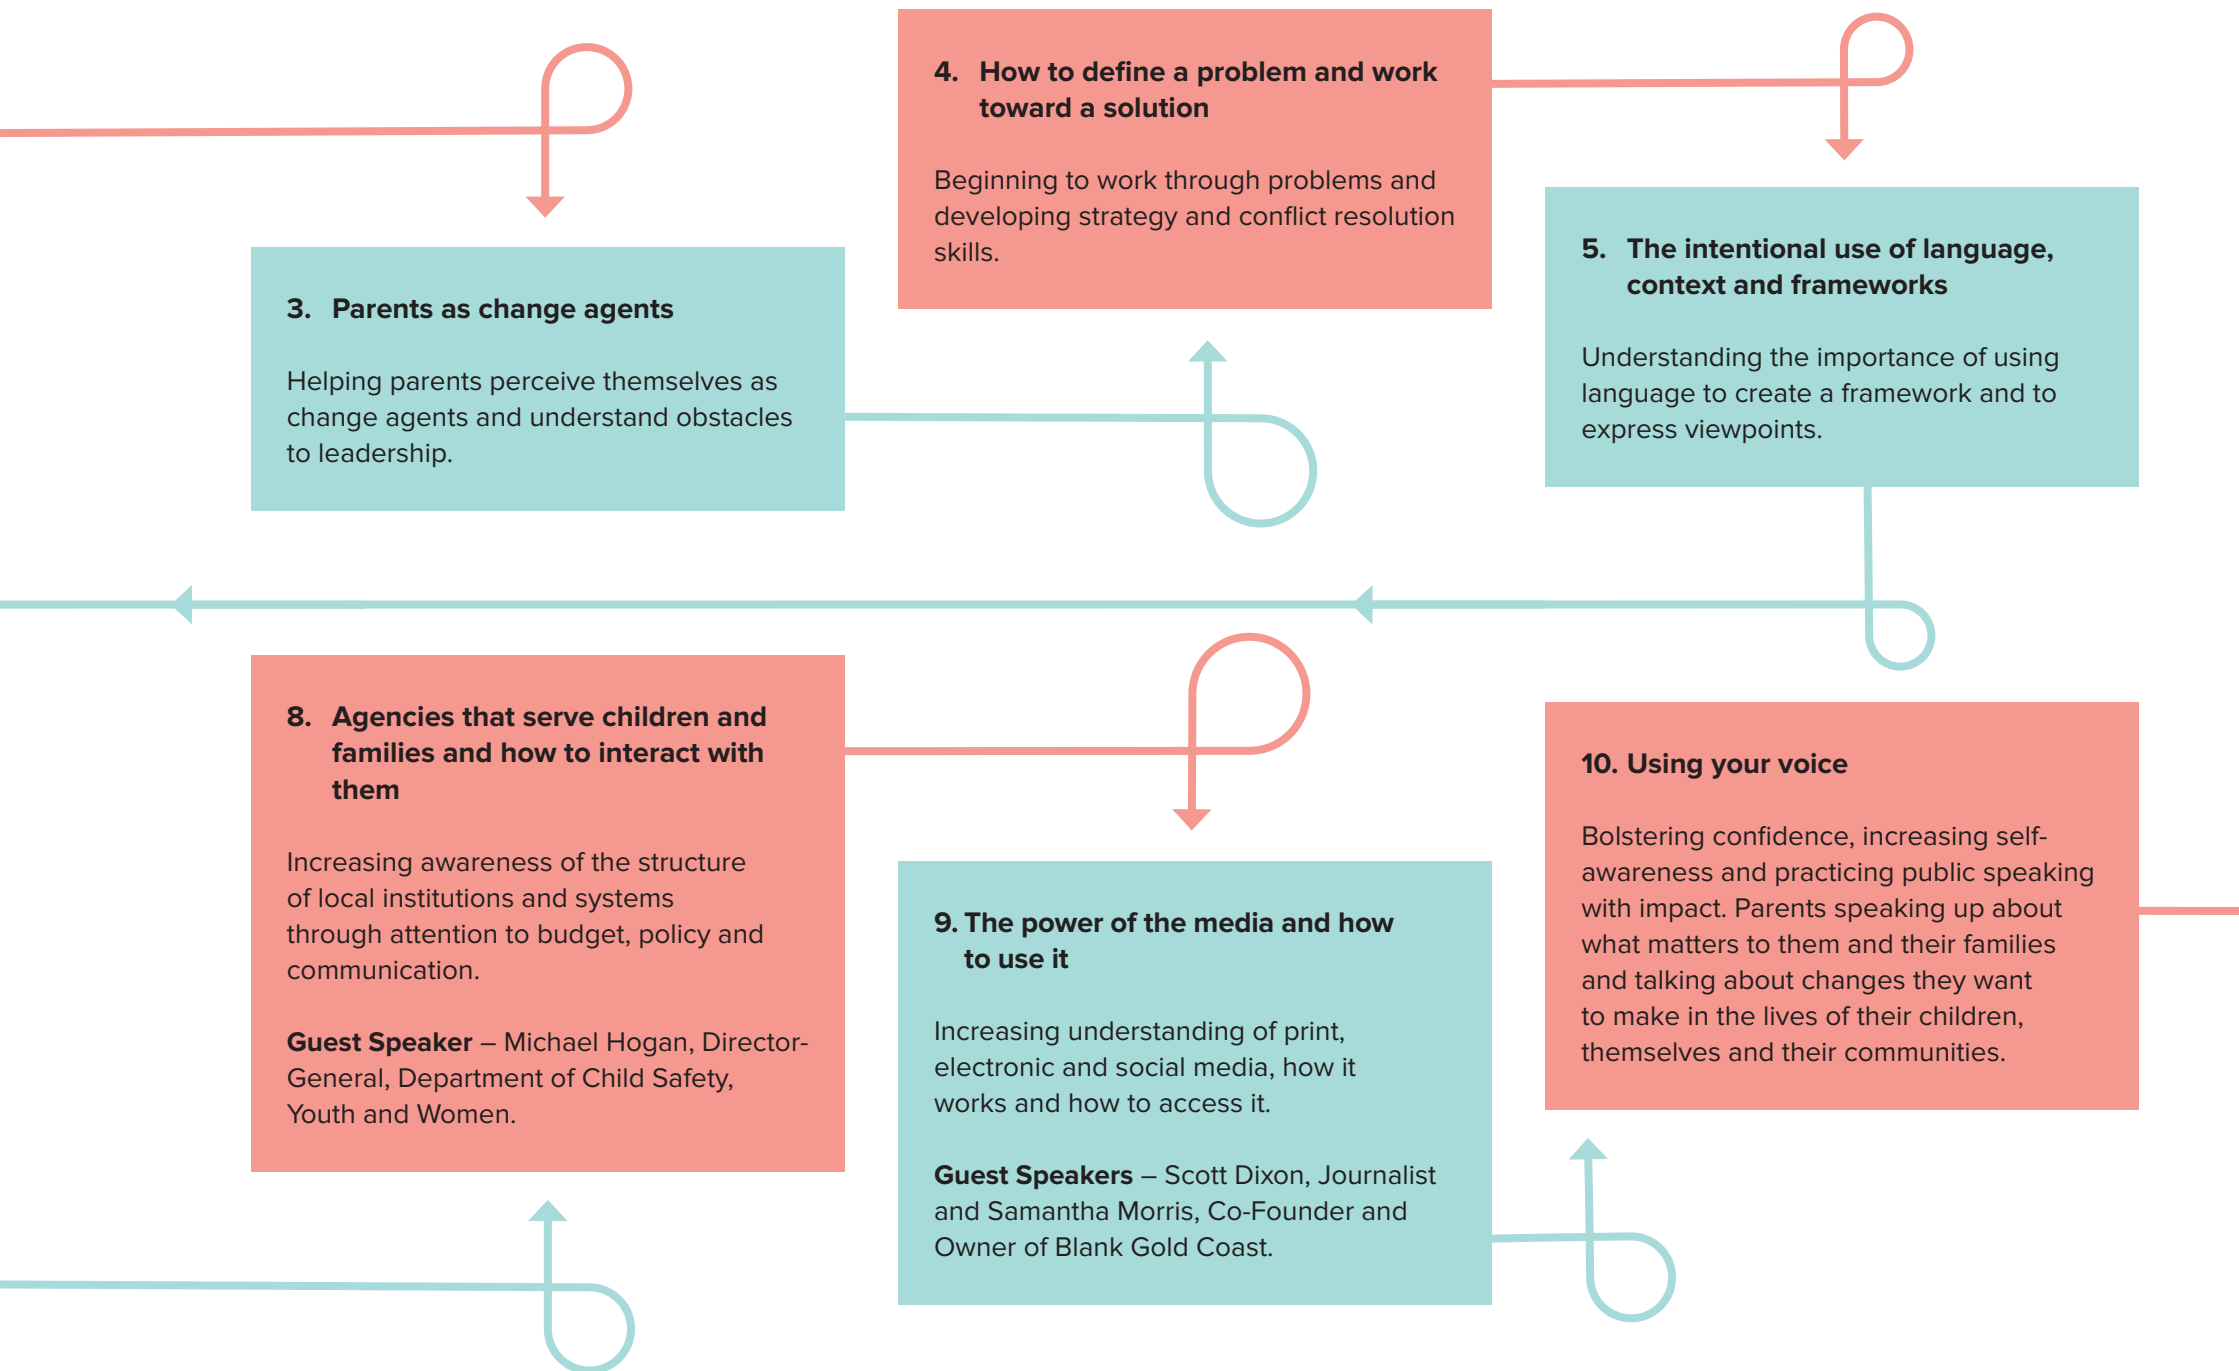 3. Parents as change agents
Helping parents perceive themselves as
change agents and understand obstacles
to leadership.
4. How to define a problem and work
toward a solution
Beginning to work through problems and
developing strategy and conflict resolution
skills.
5. The intentional use of language,
context and frameworks
Understanding the importance of using
language to create a framework and to
express viewpoints.
8. Agencies that serve children and
families and how to interact with
them
Increasing awareness of the structure
of local institutions and systems
through attention to budget, policy and
communication.
Guest Speaker – Michael Hogan, Director-
General, Department of Child Safety,
Youth and Women.
9. The power of the media and how
to use it
Increasing understanding of print,
electronic and social media, how it
works and how to access it.
Guest Speakers – Scott Dixon, Journalist
and Samantha Morris, Co-Founder and
Owner of Blank Gold Coast.
10. Using your voice
Bolstering confidence, increasing self-
awareness and practicing public speaking
with impact. Parents speaking up about
what matters to them and their families
and talking about changes they want
to make in the lives of their children,
themselves and their communities.